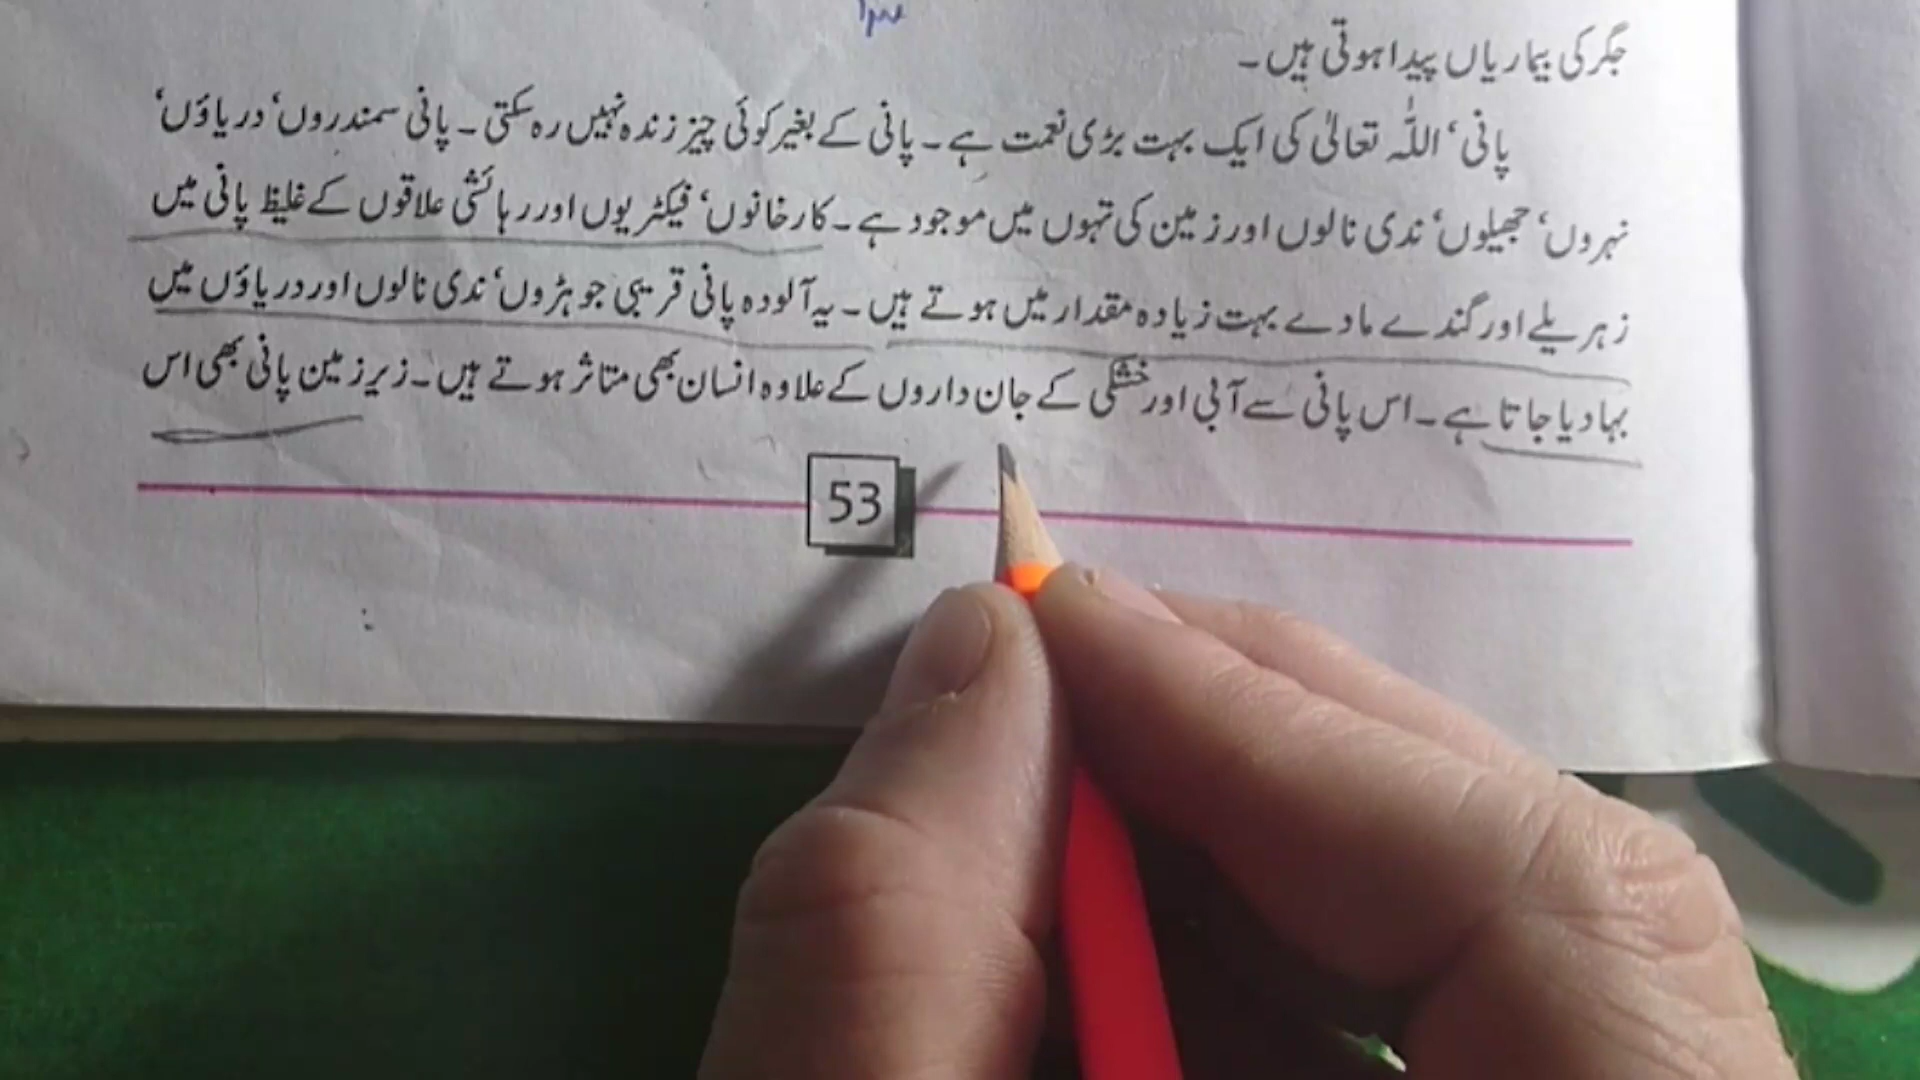 جگر کی بیماریاں پیدا ہوتی ہیں۔
پانی‘ اللہ تعالیٰ کی ایک بہت بڑی نعمت ہے۔ پانی کے بغیر کوئی چیز زندہ نہیں رہ سکتی۔ پانی سمندروں‘ دریاؤں‘
نہروں‘ جھیلوں‘ ندی نالوں اور زمین کی تہوں میں موجود ہے۔ کارخانوں‘ فیکٹریوں اور رہائشی علاقوں کے غلیظ پانی میں
زہریلے اور گندے مادے بہت زیادہ مقدار میں ہوتے ہیں۔ یہ آلودہ پانی قریبی جوہڑوں‘ ندی نالوں اور دریاؤں میں
بہا دیا جاتا ہے۔ اس پانی سے آبی اور خشکی کے جان داروں کے علاوہ انسان بھی متاثر ہوتے ہیں۔ زیرِ زمین پانی بھی اس
53